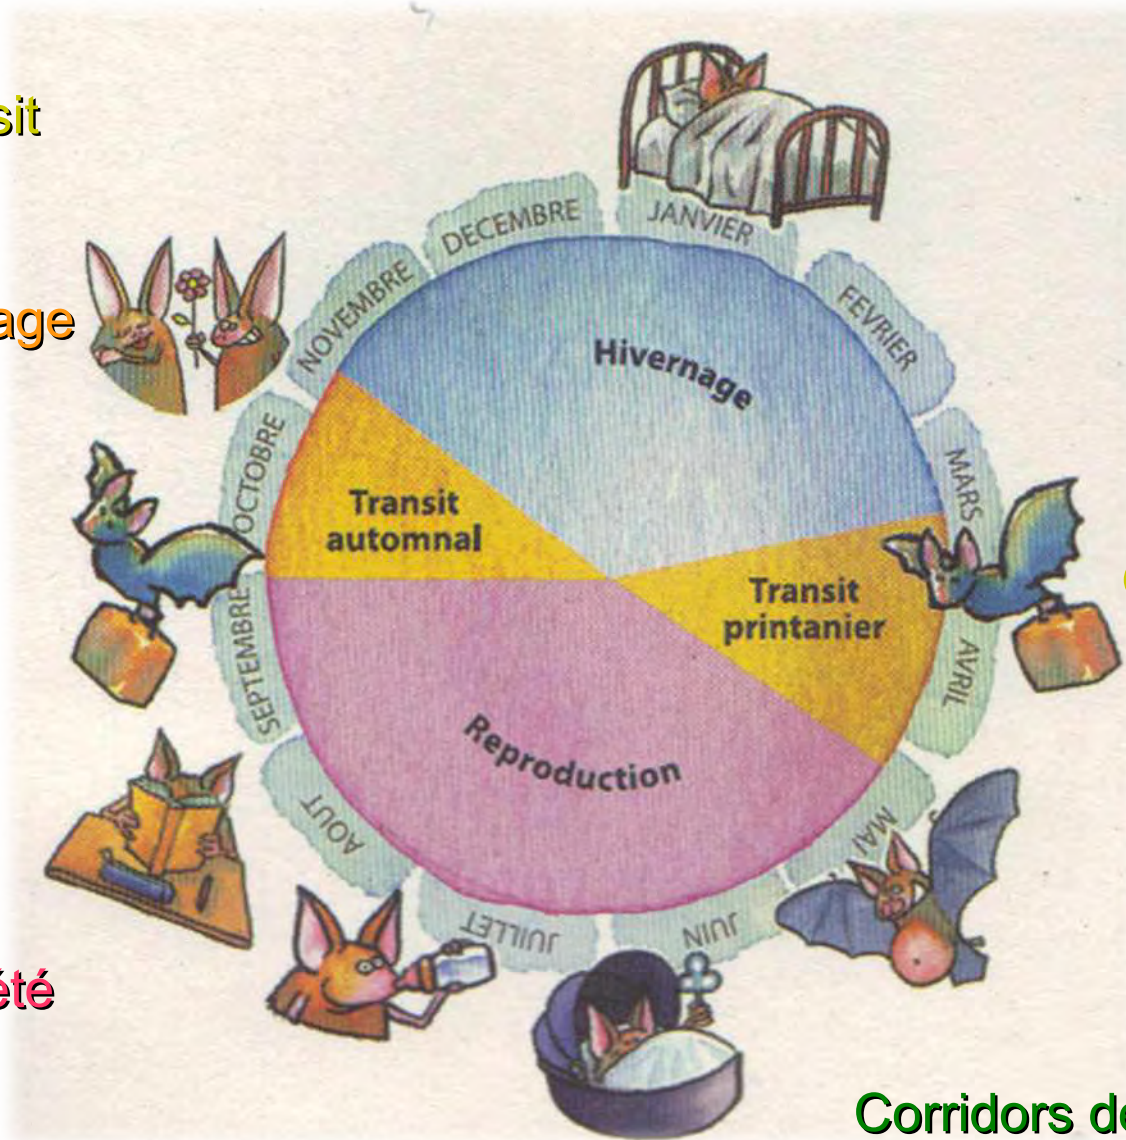 sit
DECEMBRE
JANVIER
NOVEMBRE
FEVRIER
age
Hivernage
OCTOBRE
MARS
Transit
automnal
Transit
printanier
SEPTEMBRE
AVRIL
Reproduction
AOUT
MAI
JUILLET
JUIN
été
Corridors de